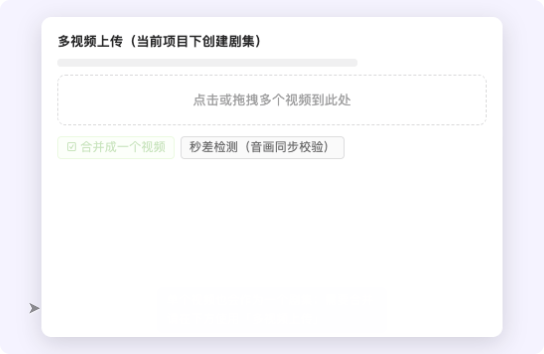 多视频上传（当前项目下创建剧集）
点击或拖拽多个视频到此处
☑ 合并成一个视频
秒差检测（音画同步校验）